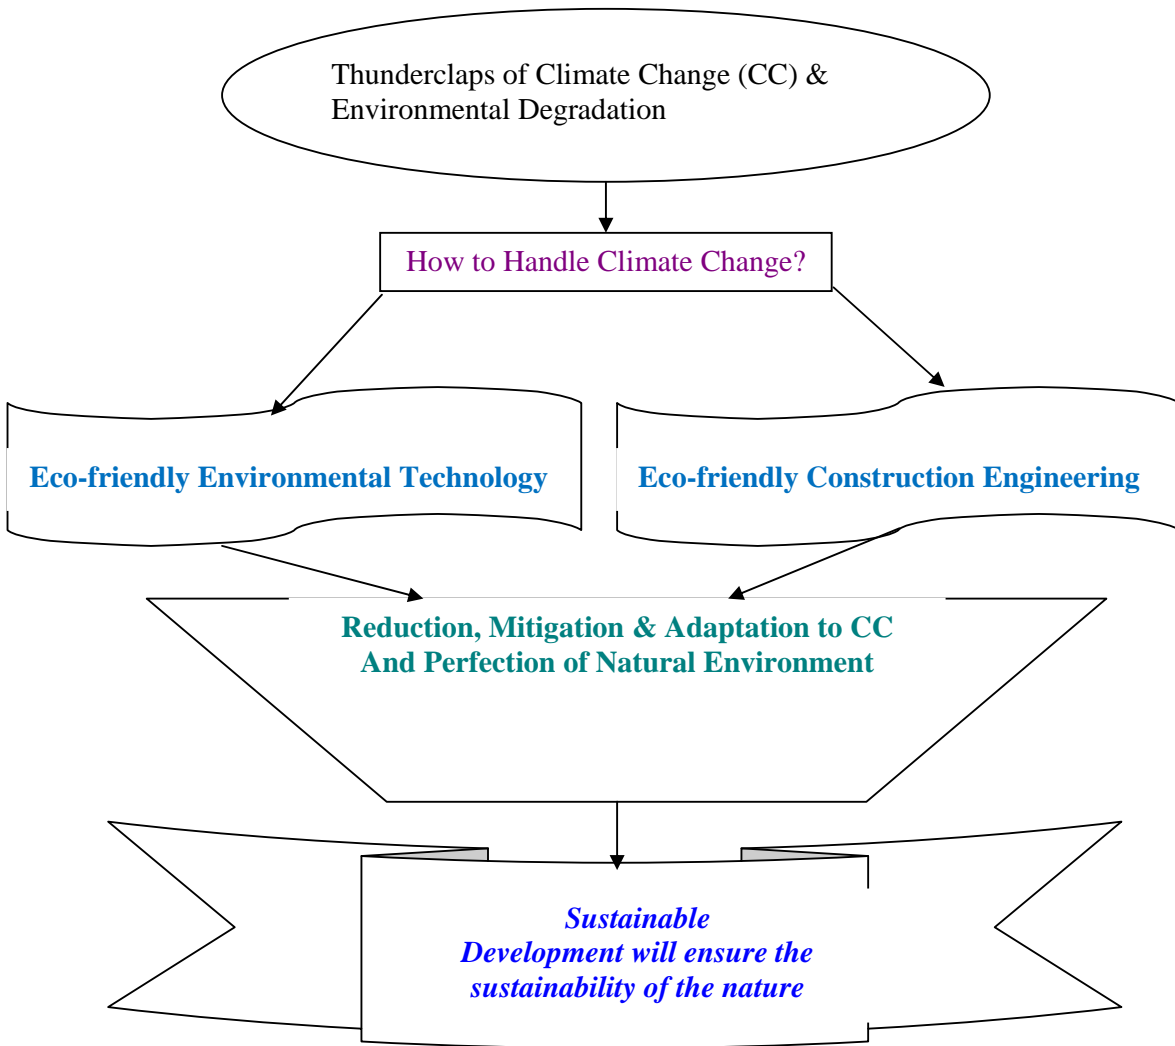 Thunderclaps of Climate Change (CC) &
Environmental Degradation
How to Handle Climate Change?
Eco-friendly Environmental Technology
Eco-friendly Construction Engineering
Reduction, Mitigation & Adaptation to CC
And Perfection of Natural Environment
Sustainable
Development will ensure the
sustainability of the nature